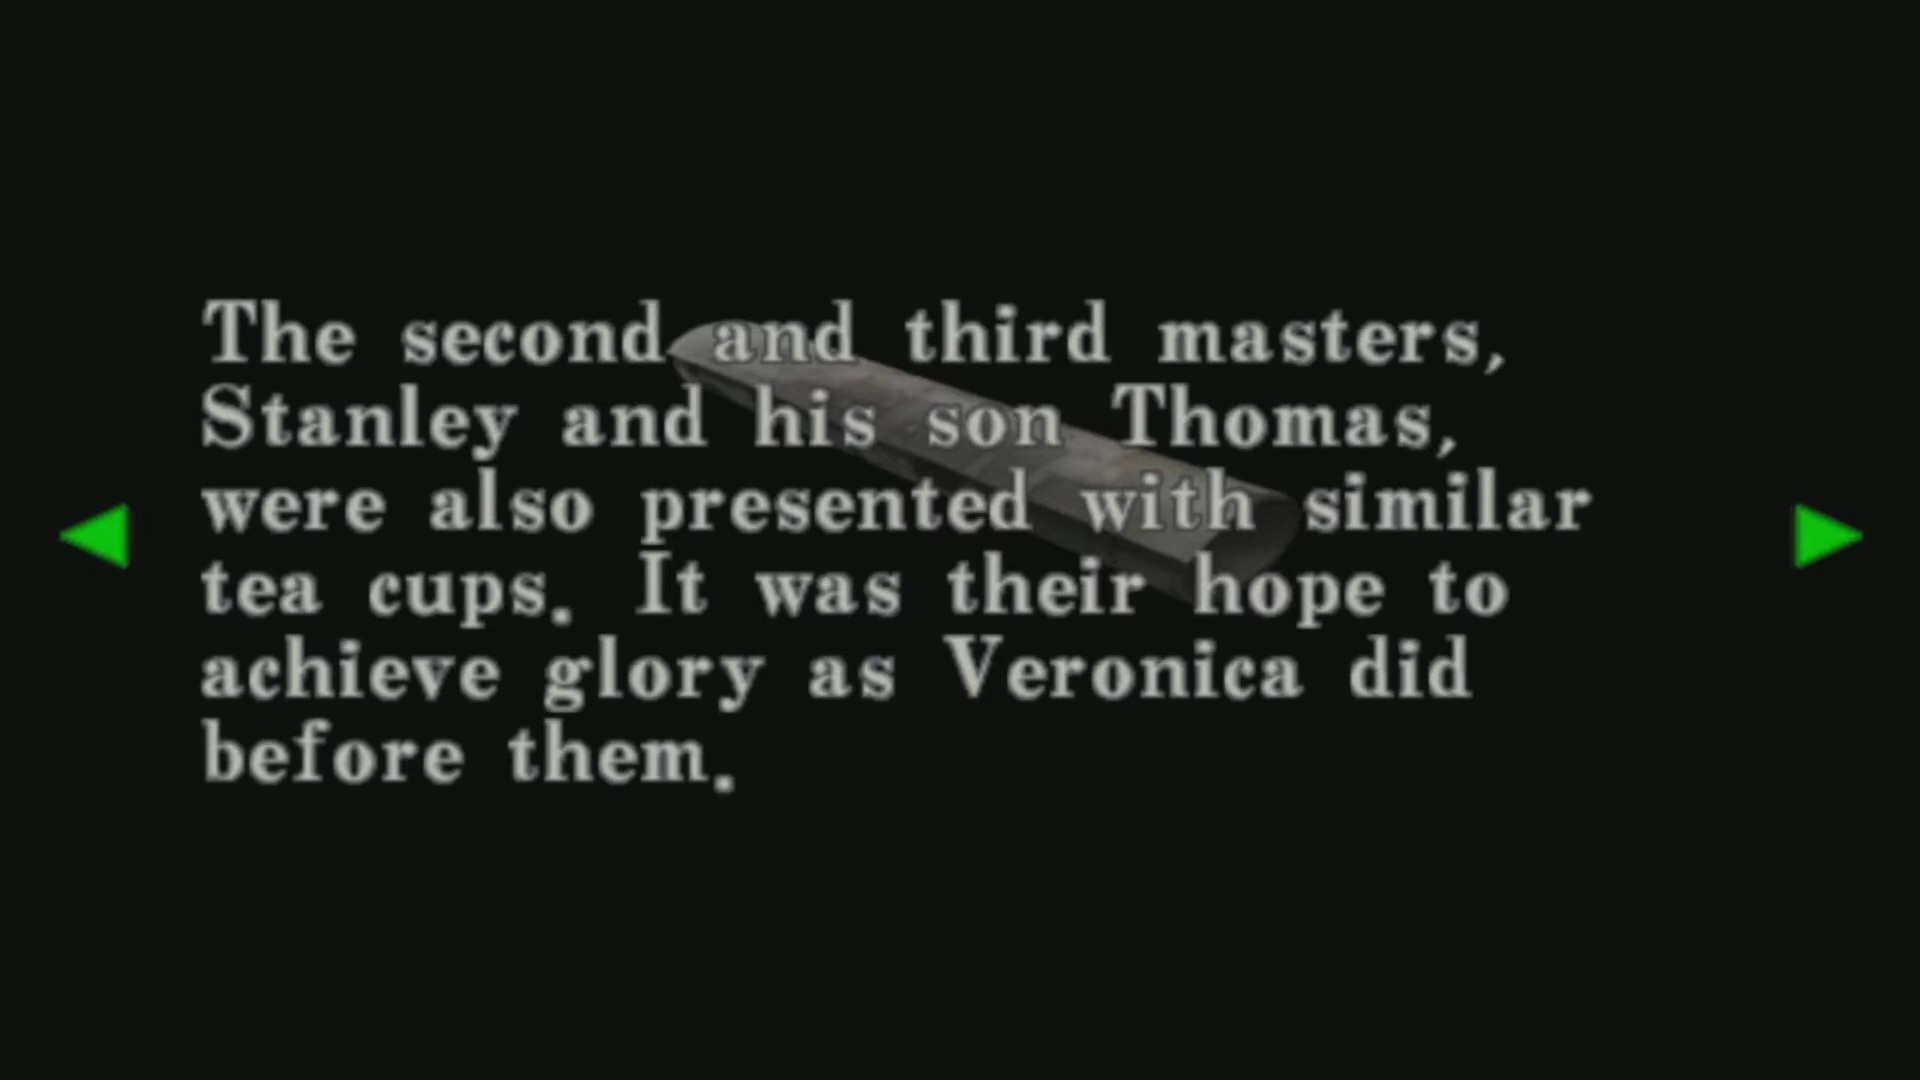 The second and third masters,
Stanley and his son Thomas,
were also presented with similar
tea cups. It was their hope to
achieve glory as Veronica did
before them.